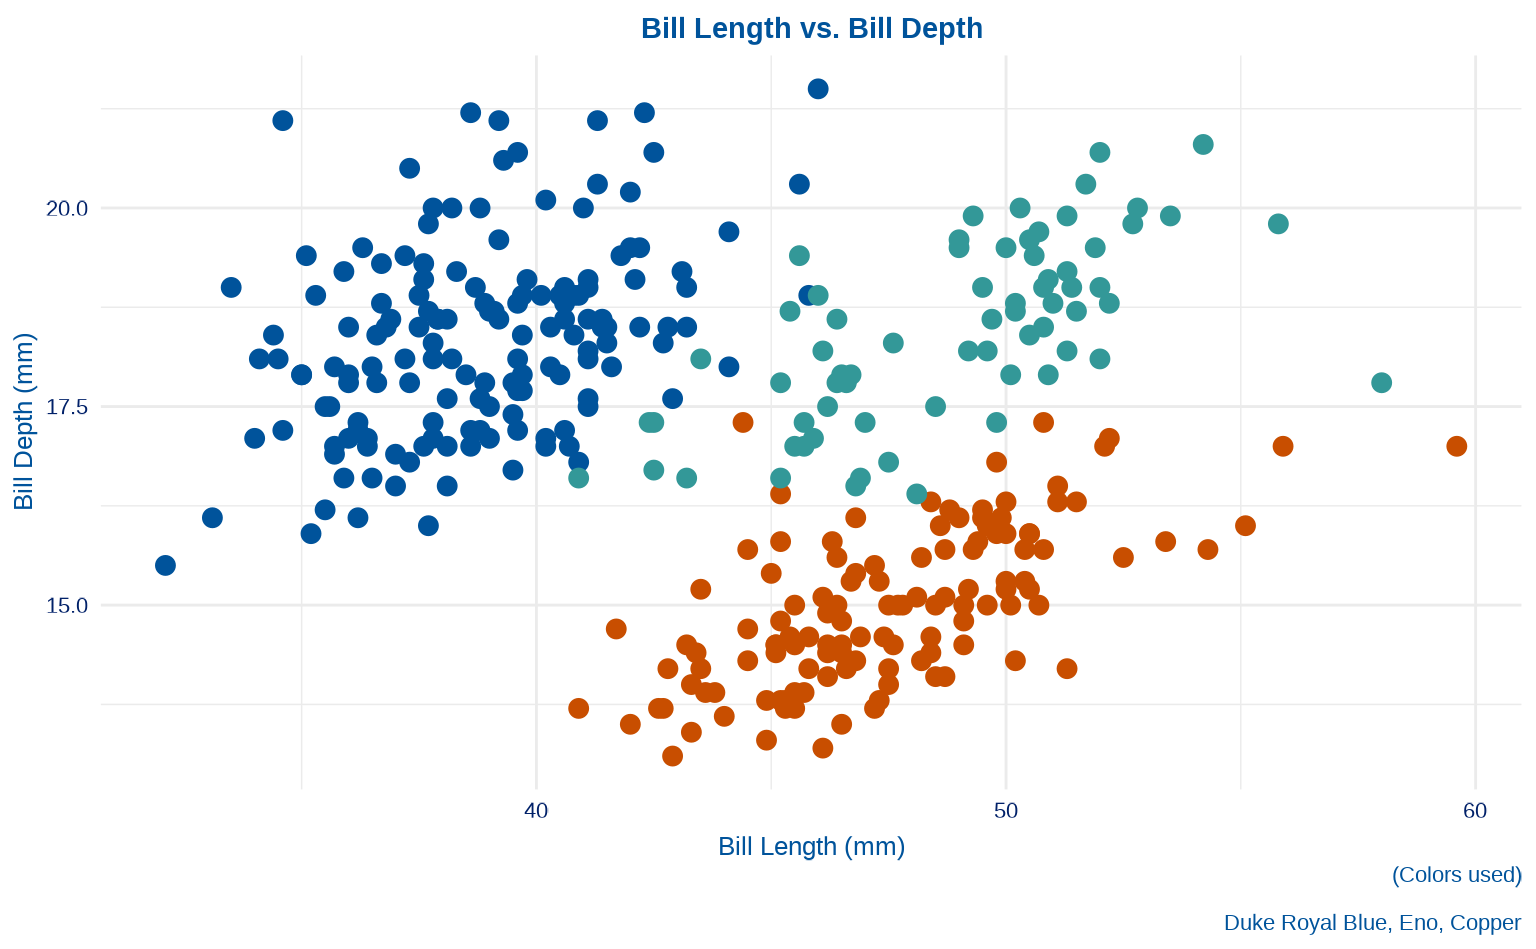 Bill Length vs. Bill Depth
Bill Depth (mm)
20.0
17.5
15.0
40
50
60
Bill Length (mm)
(Colors used)
Duke Royal Blue, Eno, Copper